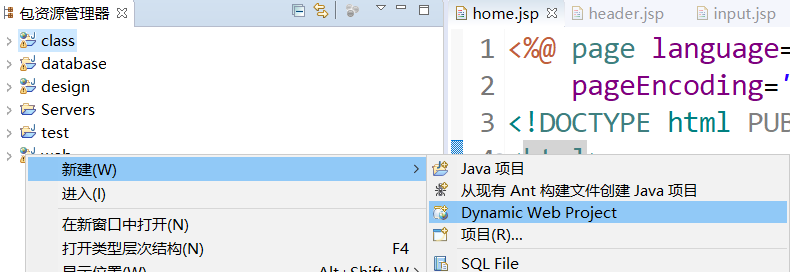 包资源管理器
class
database
design
Servers
test
home.jsp
header.jsp
input.jsp
1 <%@ page language=
2 pageEncoding="
3 <!DOCTYPE html PUB
新建(W)
进入(I)
在新窗口中打开(N)
打开类型层次结构(N) F4
显示位置(W) Alt+Shift+W
Java 项目
从现有 Ant 构建文件创建 Java 项目
Dynamic Web Project
项目(R)...
SQL File